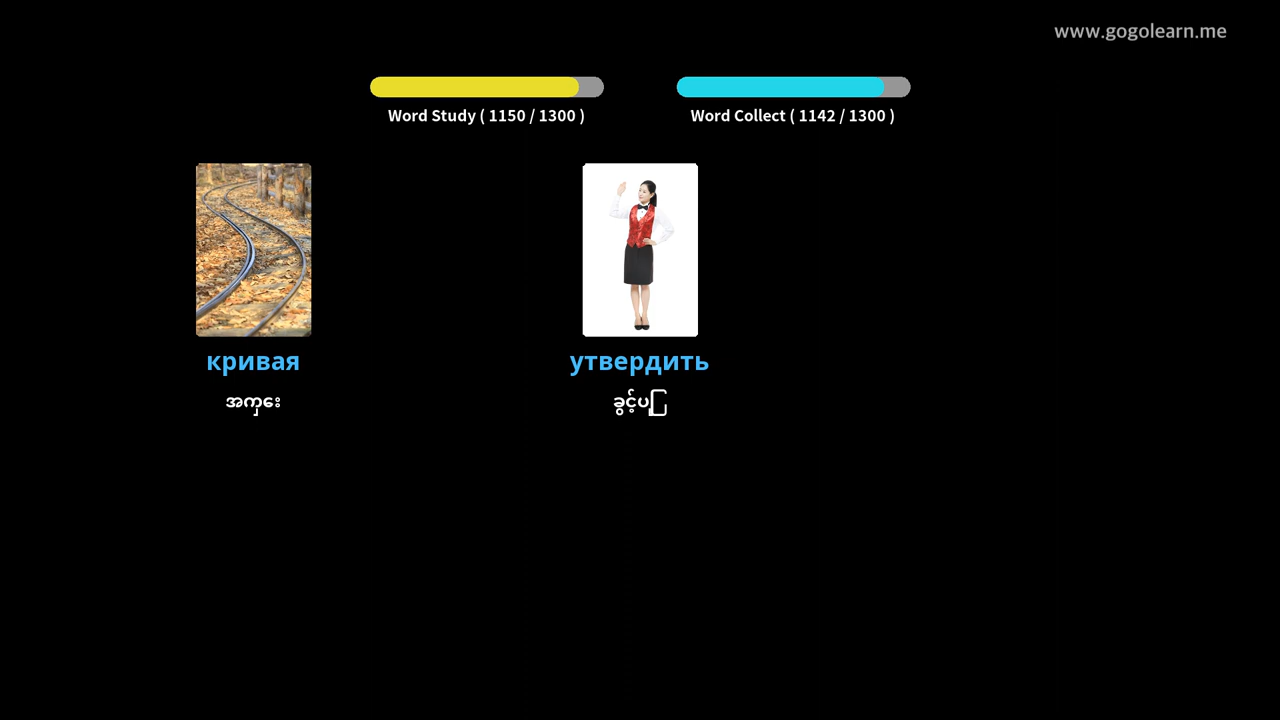 www.gogolearn.me
Word Study ( 1150 / 1300 )
Word Collect ( 1142 / 1300 )
кривая
утвердить
အကှေး
ခွင့်ပြု